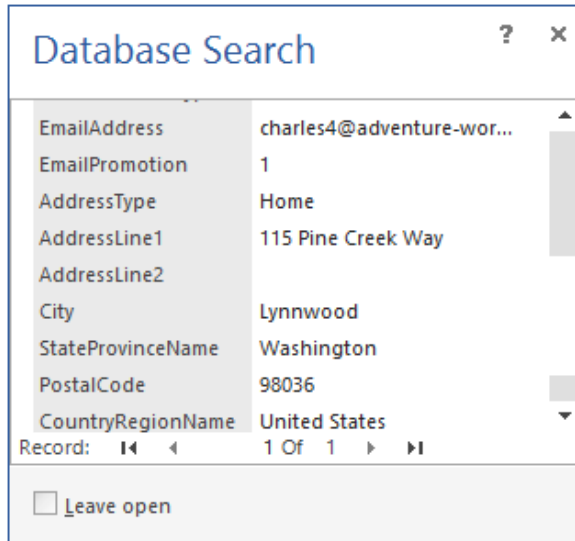 Database Search ? ×
EmailAddress charles4@adventure-wor...
EmailPromotion 1
AddressType Home
AddressLine1 115 Pine Creek Way
AddressLine2
City Lynnwood
StateProvinceName Washington
PostalCode 98036
CountryRegionName United States
Record: 1 Of 1
Leave open